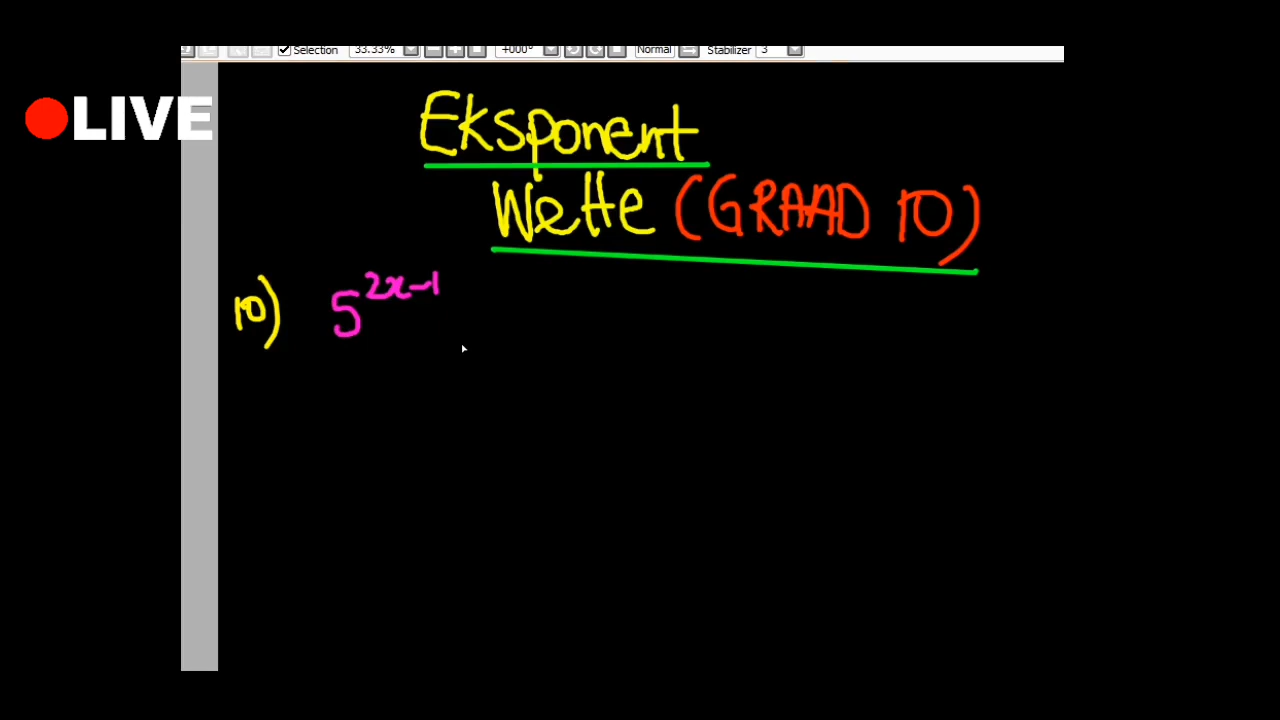 Selection 33.33% +000° Normal Stabilizer 3
LIVE
Eksponent
Wette (GRAAD 10)
10) 5^{2x-1}